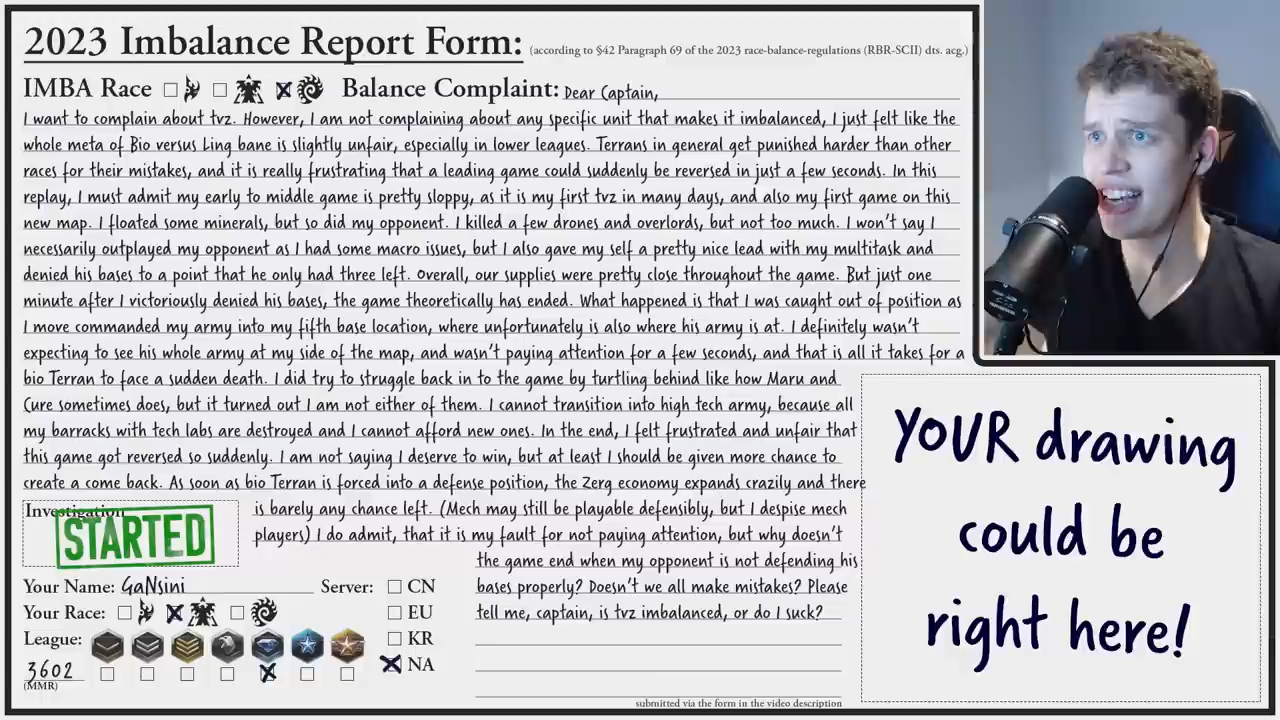 2023 Imbalance Report Form: (according to §42 Paragraph 69 of the 2023 race-balance-regulations (RBR-SCII) dts. acg.)
IMBA Race Balance Complaint: Dear Captain,
I want to complain about tvz. However, I am not complaining about any specific unit that makes it imbalanced, I just felt like the
whole meta of Bio versus Ling bane is slightly unfair, especially in lower leagues. Terrans in general get punished harder than other
races for their mistakes, and it is really frustrating that a leading game could suddenly be reversed in just a few seconds. In this
replay, I must admit my early to middle game is pretty sloppy, as it is my first tvz in many days, and also my first game on this
new map. I floated some minerals, but so did my opponent. I killed a few drones and overlords, but not too much. I won't say I
necessarily outplayed my opponent as I had some macro issues, but I also gave my self a pretty nice lead with my multitask and
denied his bases to a point that he only had three left. Overall, our supplies were pretty close throughout the game. But just one
minute after I victoriously denied his bases, the game theoretically has ended. What happened is that I was caught out of position as
I move commanded my army into my fifth base location, where unfortunately is also where his army is at. I definitely wasn't
expecting to see his whole army at my side of the map, and wasn't paying attention for a few seconds, and that is all it takes for a
bio Terran to face a sudden death. I did try to struggle back in to the game by turtling behind like how Maru and
Cure sometimes does, but it turned out I am not either of them. I cannot transition into high tech army, because all
my barracks with tech labs are destroyed and I cannot afford new ones. In the end, I felt frustrated and unfair that
this game got reversed so suddenly. I am not saying I deserve to win, but at least I should be given more chance to
create a come back. As soon as bio Terran is forced into a defense position, the Zerg economy expands crazily and there
is barely any chance left. (Mech may still be playable defensibly, but I despise mech
players) I do admit, that it is my fault for not paying attention, but why doesn't
the game end when my opponent is not defending his
bases properly? Doesn't we all make mistakes? Please
tell me, captain, is tvz imbalanced, or do I suck?
Investigation
STARTED
Your Name: GaNsini Server: CN
Your Race: EU
League: KR
3602 NA
(MMR)
submitted via the form in the video description
YOUR drawing
could be
right here!